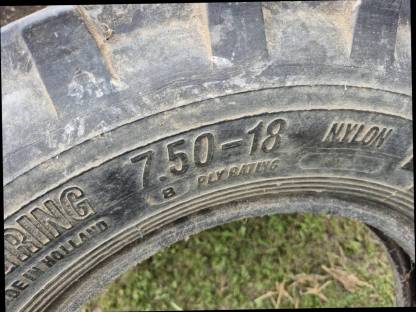 7.50-18
8 PLY RATING
NYLON
RING
DE IN HOLLAND